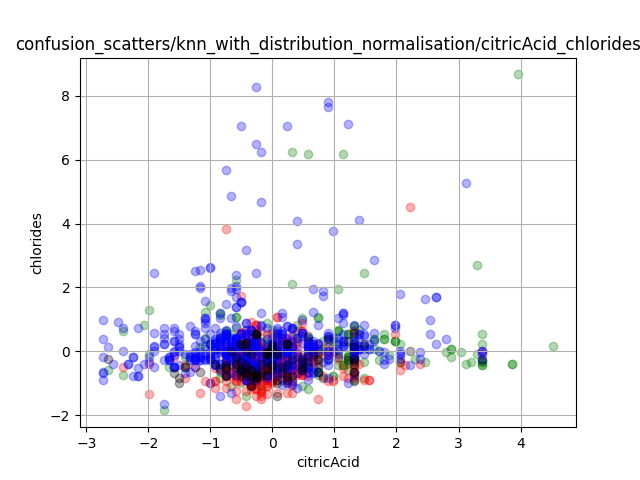 confusion_scatters/knn_with_distribution_normalisation/citricAcid_chlorides
8
6
4
2
0
−2
chlorides
−3 −2 −1 0 1 2 3 4
citricAcid